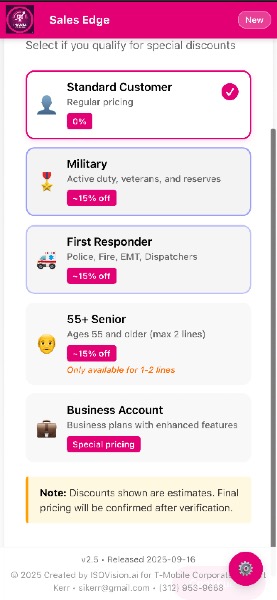 Sales Edge
New
Select if you qualify for special discounts
Standard Customer
Regular pricing
0%
Military
Active duty, veterans, and reserves
~15% off
First Responder
Police, Fire, EMT, Dispatchers
~15% off
55+ Senior
Ages 55 and older (max 2 lines)
~15% off
Only available for 1-2 lines
Business Account
Business plans with enhanced features
Special pricing
Note: Discounts shown are estimates. Final
pricing will be confirmed after verification.
v2.5 • Released 2025-09-16
© 2025 Created by ISOVision.ai for T-Mobile Corporate
Kerr • sikerr@gmail.com • (312) 953-9668